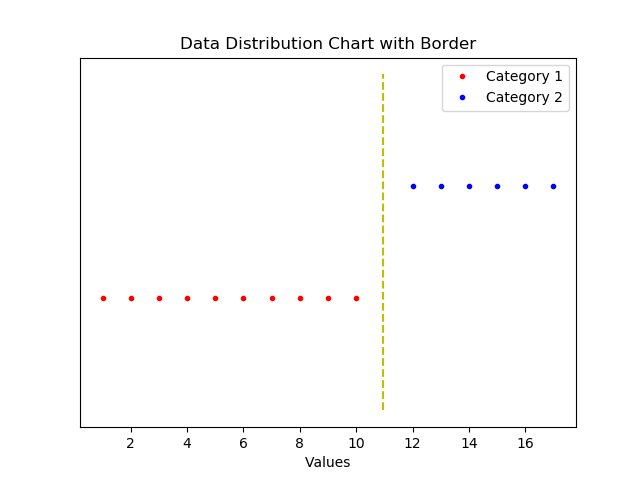 Data Distribution Chart with Border
Category 1
Category 2
2 4 6 8 10 12 14 16
Values